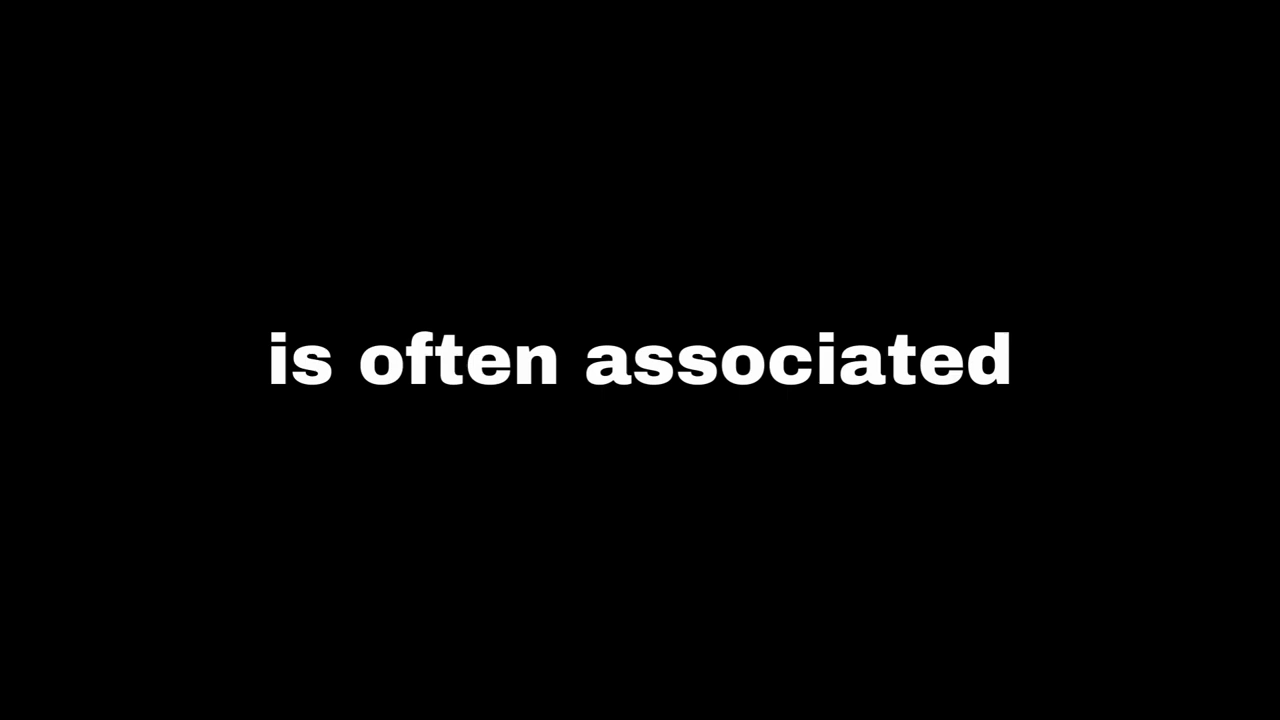 is often associated